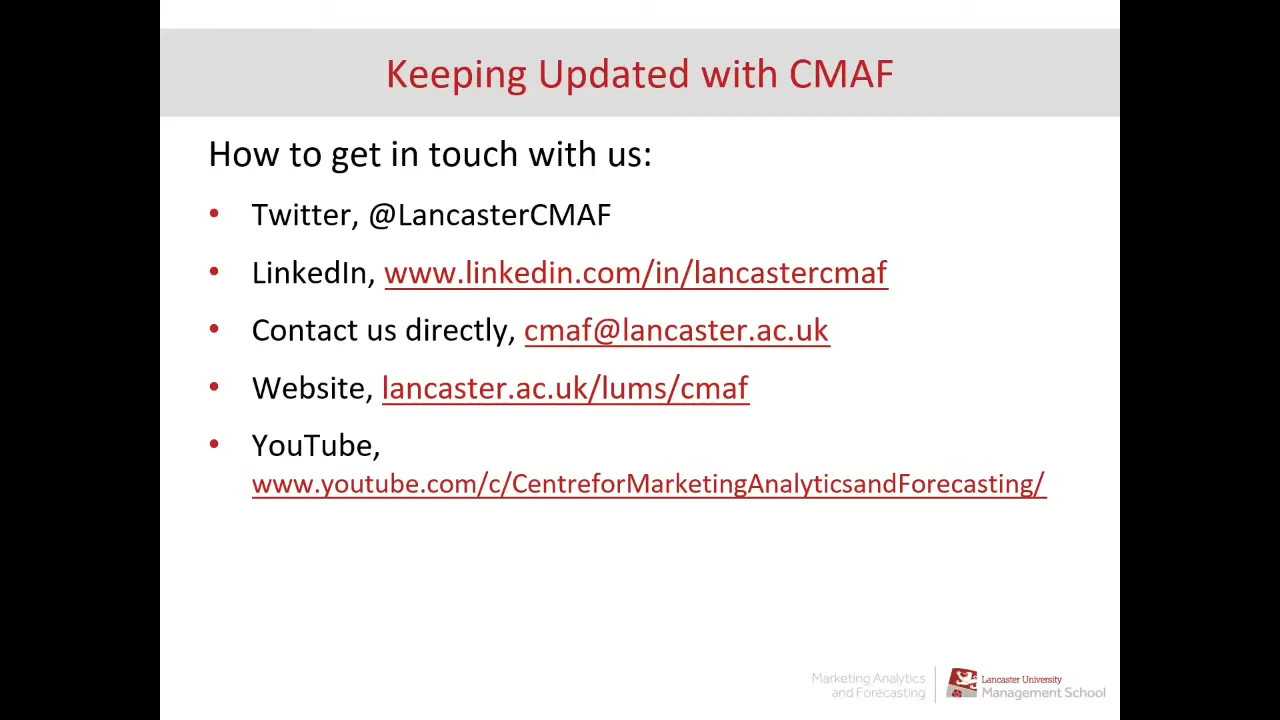 Keeping Updated with CMAF
How to get in touch with us:
• Twitter, @LancasterCMAF
• LinkedIn, www.linkedin.com/in/lancastercmaf
• Contact us directly, cmaf@lancaster.ac.uk
• Website, lancaster.ac.uk/lums/cmaf
• YouTube,
www.youtube.com/c/CentreforMarketingAnalyticsandForecasting/
Marketing Analytics
and Forecasting
Lancaster University
Management School